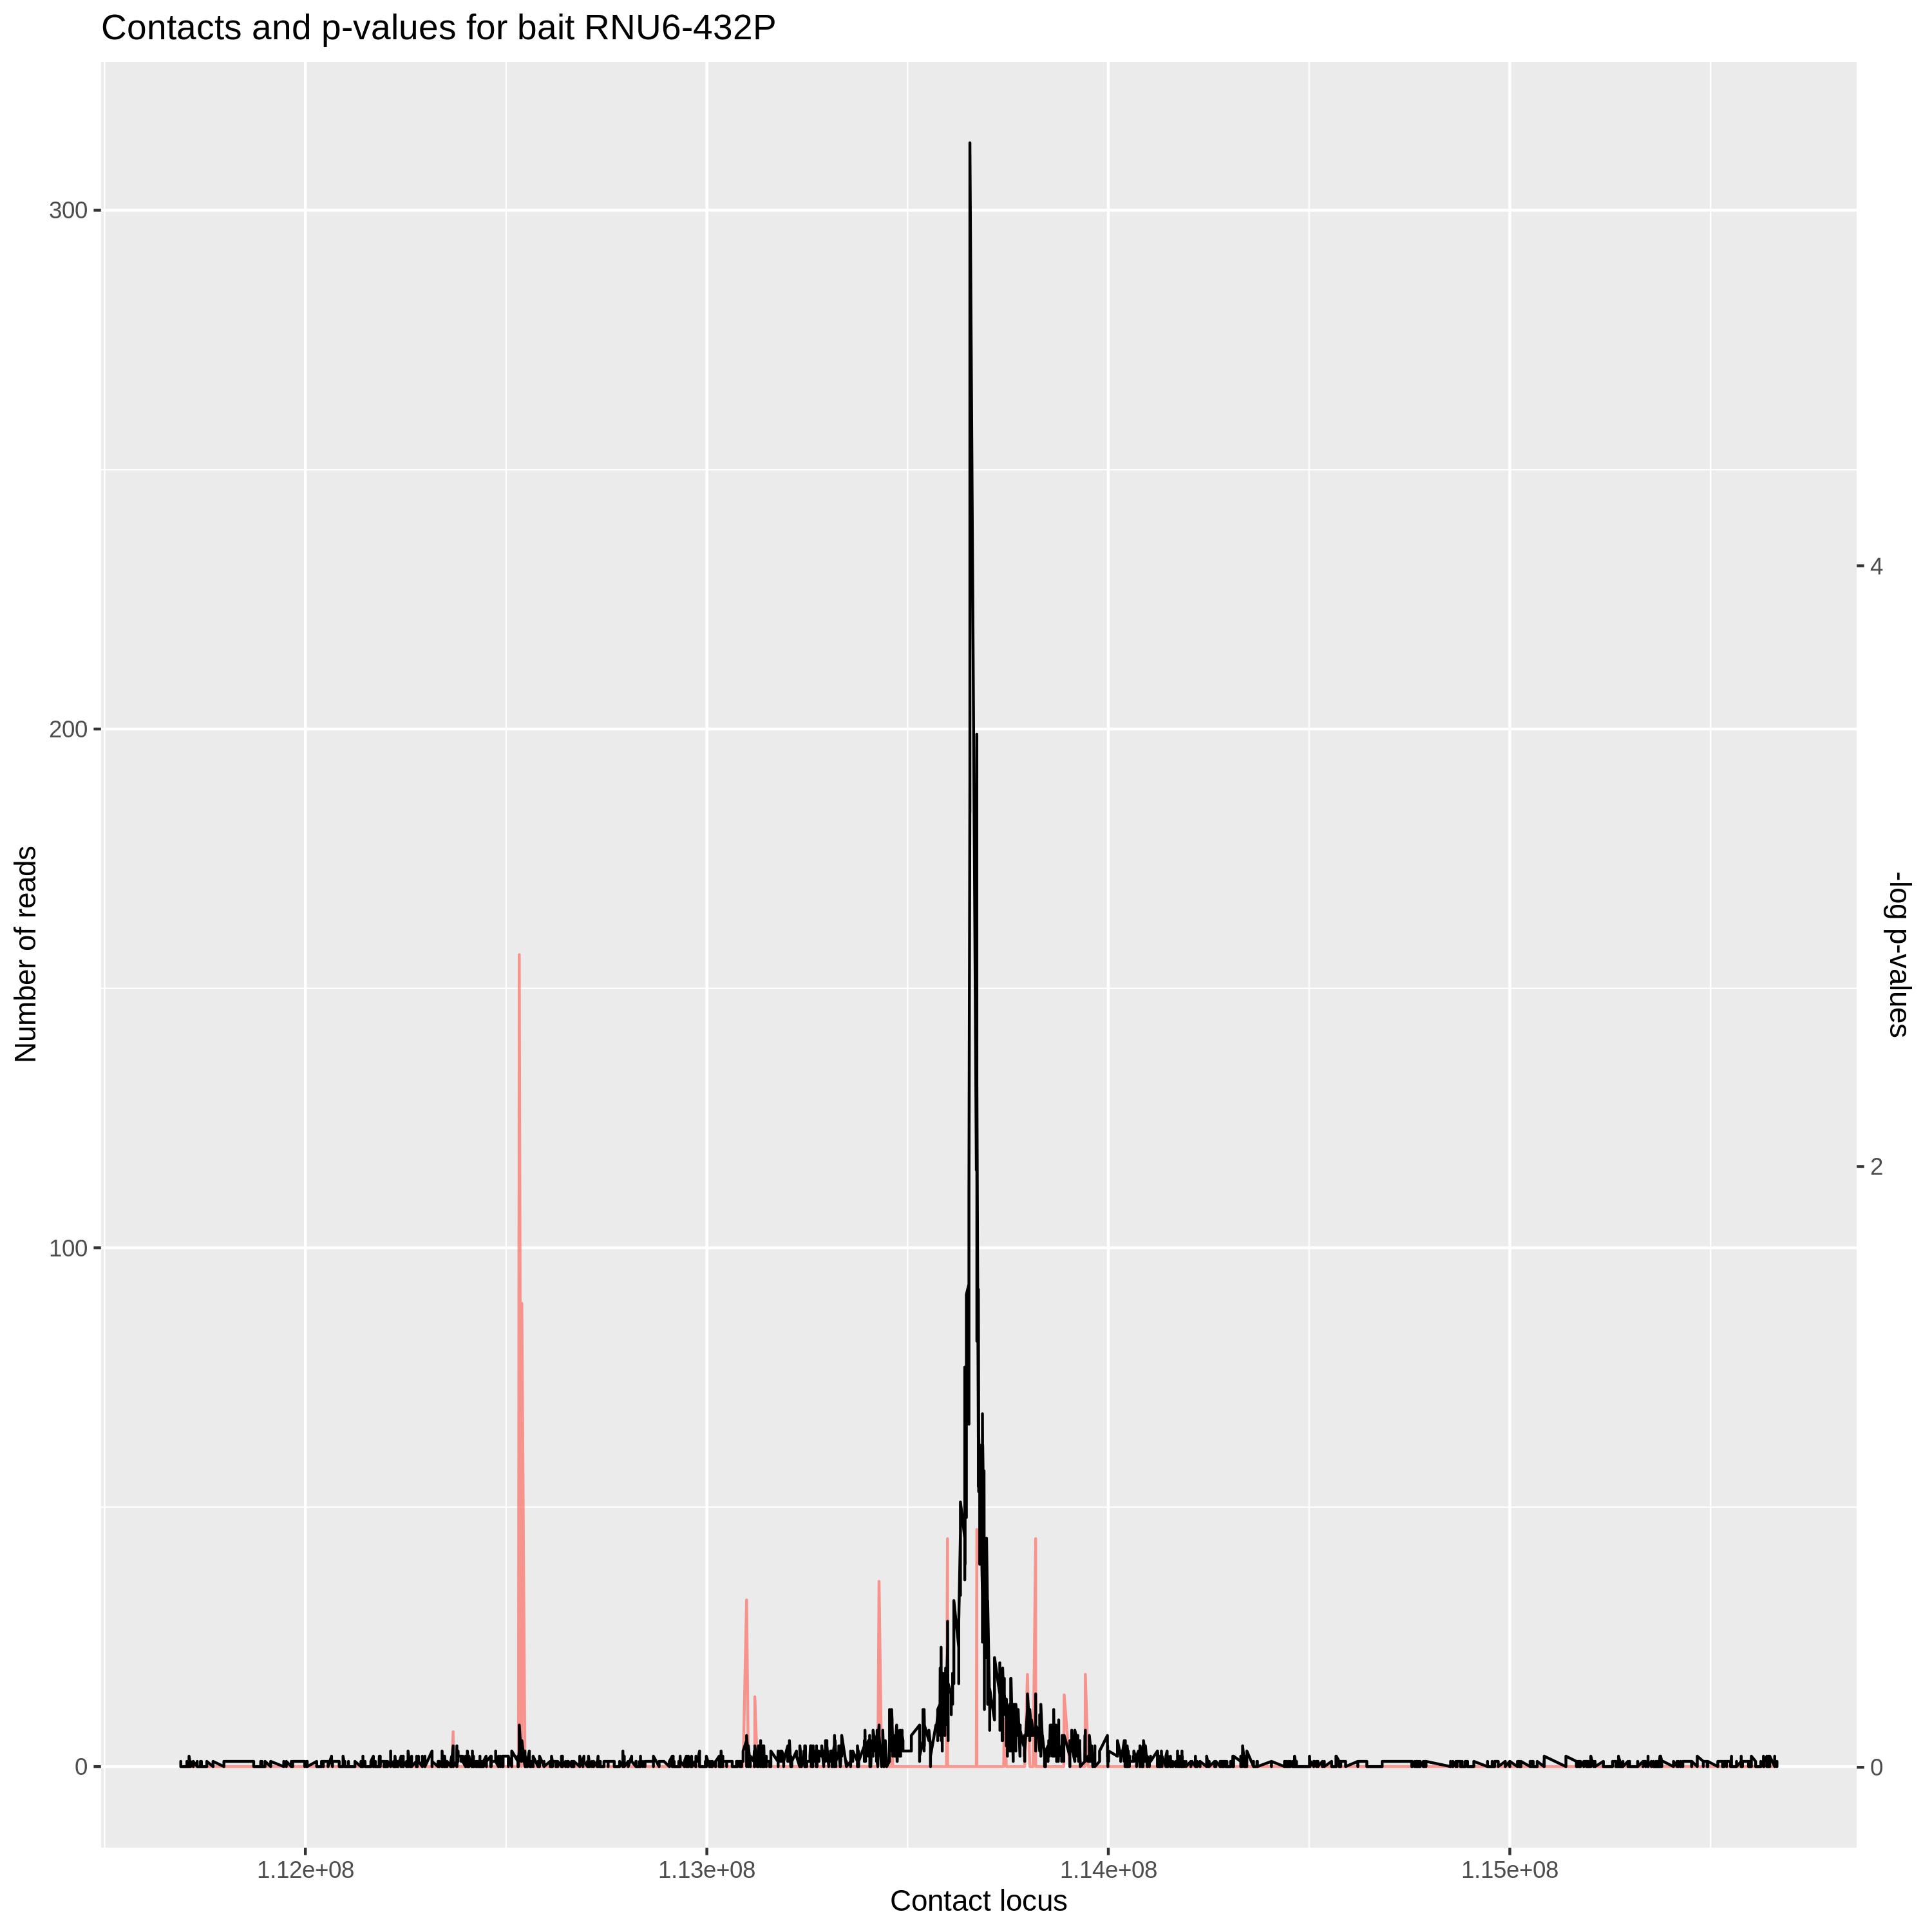 Contacts and p-values for bait RNU6-432P
300
200
100
0
Number of reads
4
2
0
-log p-values
1.12e+08
1.13e+08
1.14e+08
1.15e+08
Contact locus